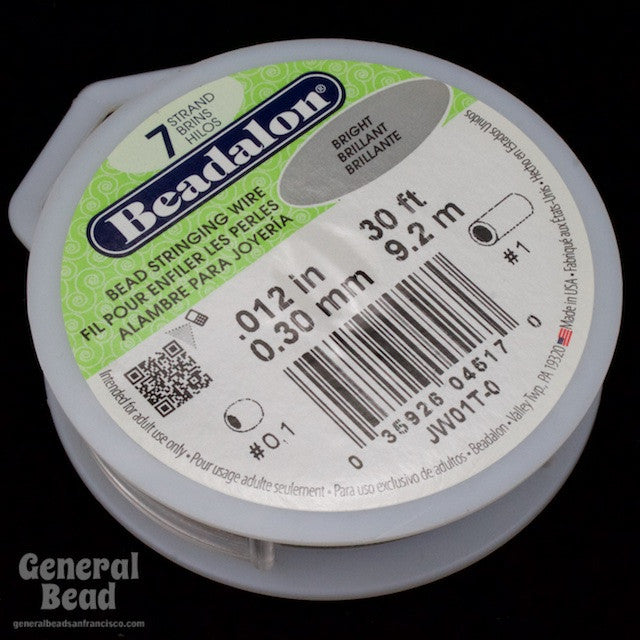 7 STRAND
BRINS
HILOS
Beadalon®
BRIGHT
BRILLANT
BRILLANTE
BEAD STRINGING WIRE
FIL POUR ENFILER LES PERLES
ALAMBRE PARA JOYERIA
.012 in 30 ft
0.30 mm 9.2 m
#1
#0,1
0 35926 04517 0
JW01T-0
Intended for adult use only • Pour usage adulte seulement • Para uso exclusivo de adultos • Beadalon • Valley Twp., PA 19320 Made in USA • Fabriqué aux États-Unis • Hecho en Estados Unidos
General
Bead
generalbeadsanfrancisco.com